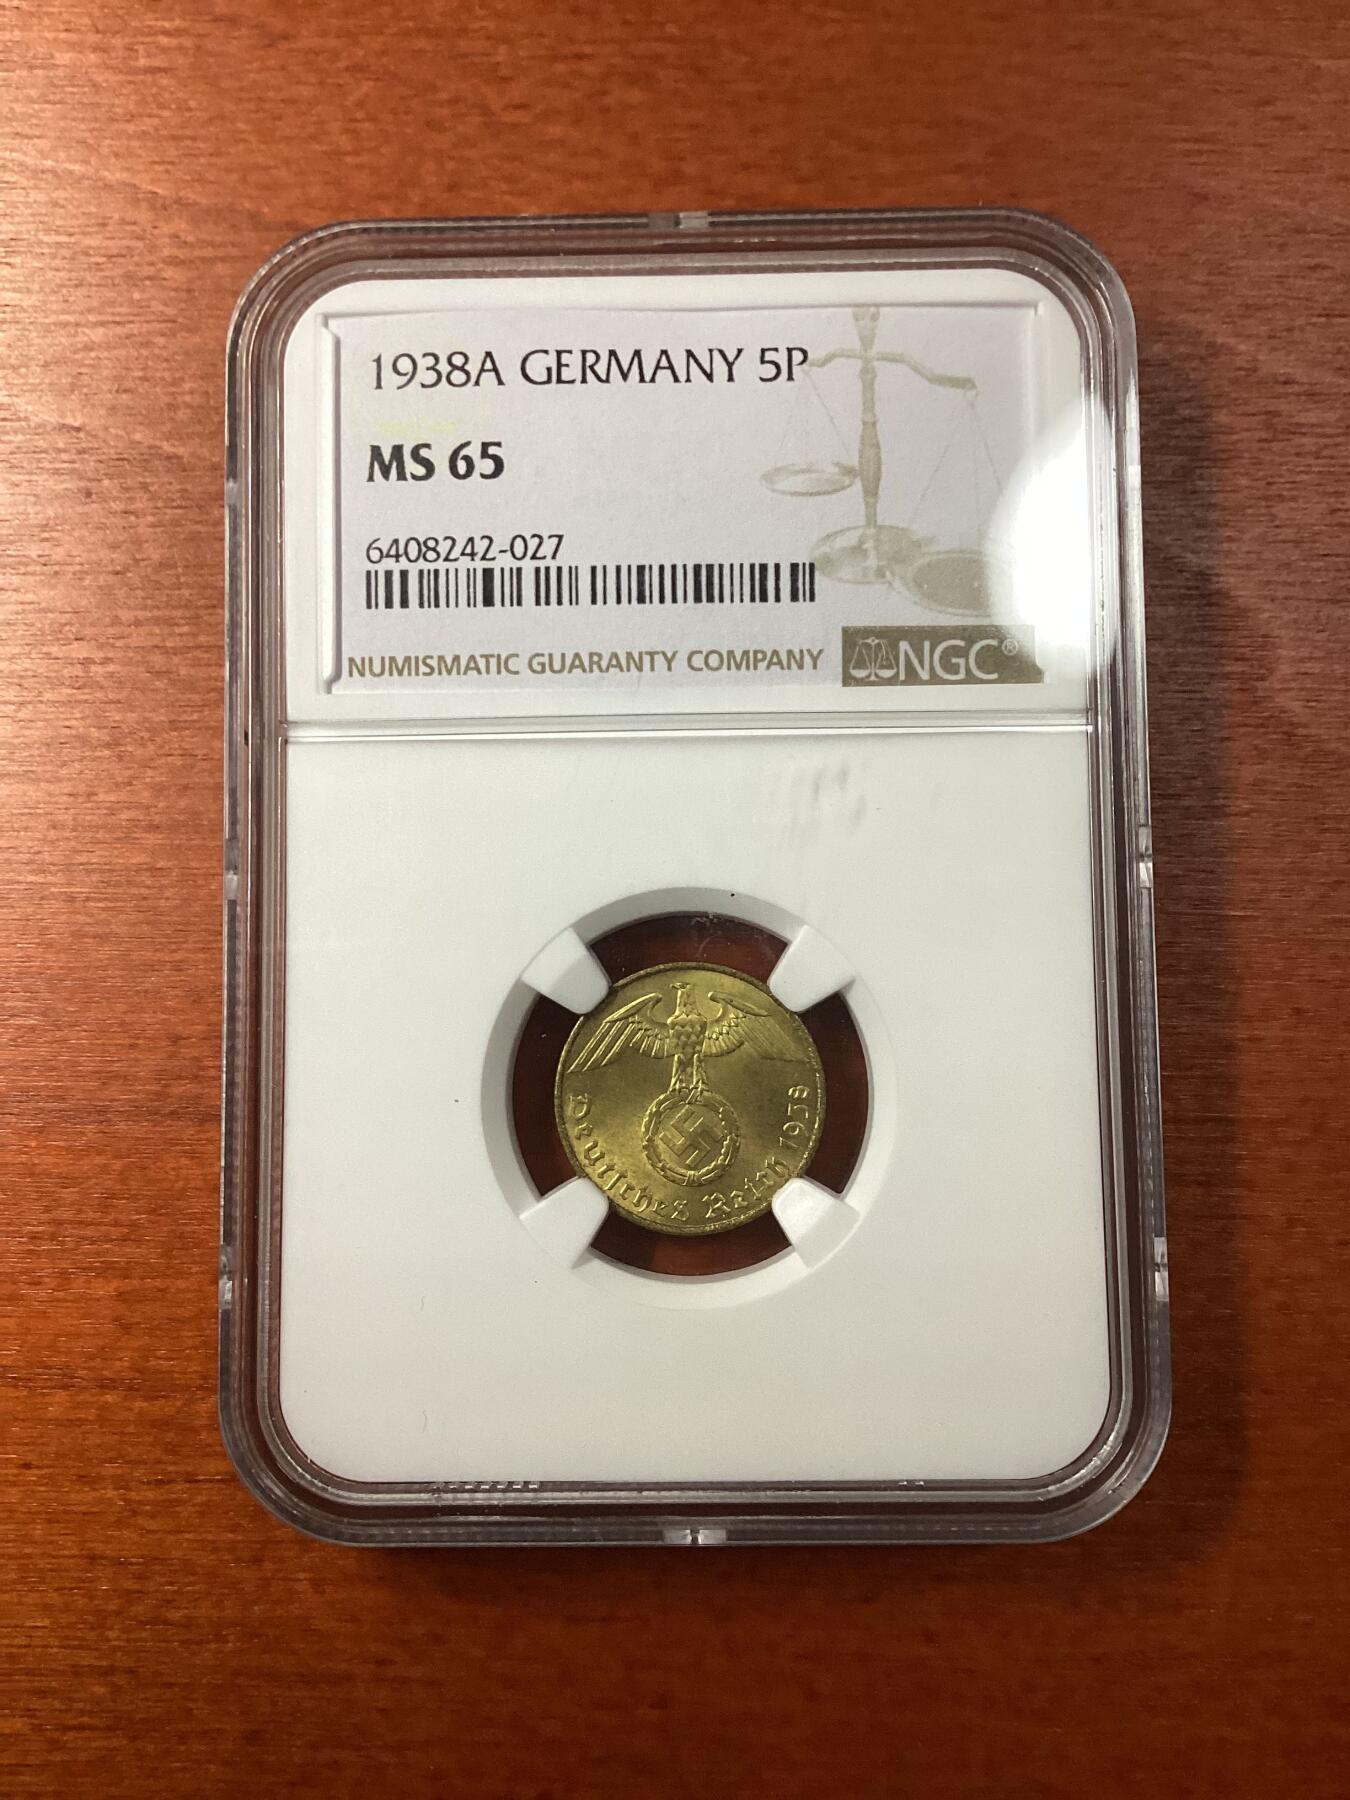 1938A GERMANY 5P
MS 65
6408242-027
NUMISMATIC GUARANTY COMPANY NGC®
Deutsches Reich 1938